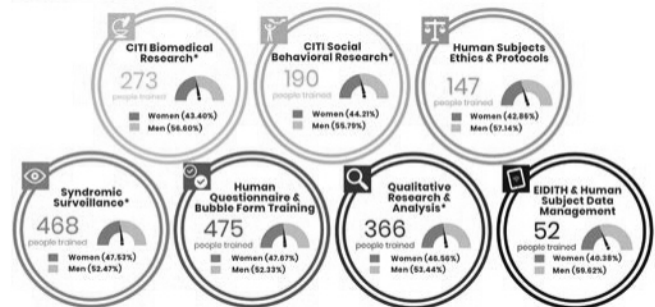 CITI Biomedical
Research*
273
people trained
Women (43.40%)
Men (56.60%)
CITI Social
Behavioral Research*
190
people trained
Women (44.21%)
Men (55.79%)
Human Subjects
Ethics & Protocols
147
people trained
Women (42.86%)
Men (57.14%)
Syndromic
Surveillance*
468
people trained
Women (47.53%)
Men (52.47%)
Human
Questionnaire &
Bubble Form Training
475
people trained
Women (47.67%)
Men (52.33%)
Qualitative
Research &
Analysis*
366
people trained
Women (46.56%)
Men (53.44%)
EIDITH & Human
Subject Data
Management
52
people trained
Women (40.38%)
Men (59.62%)